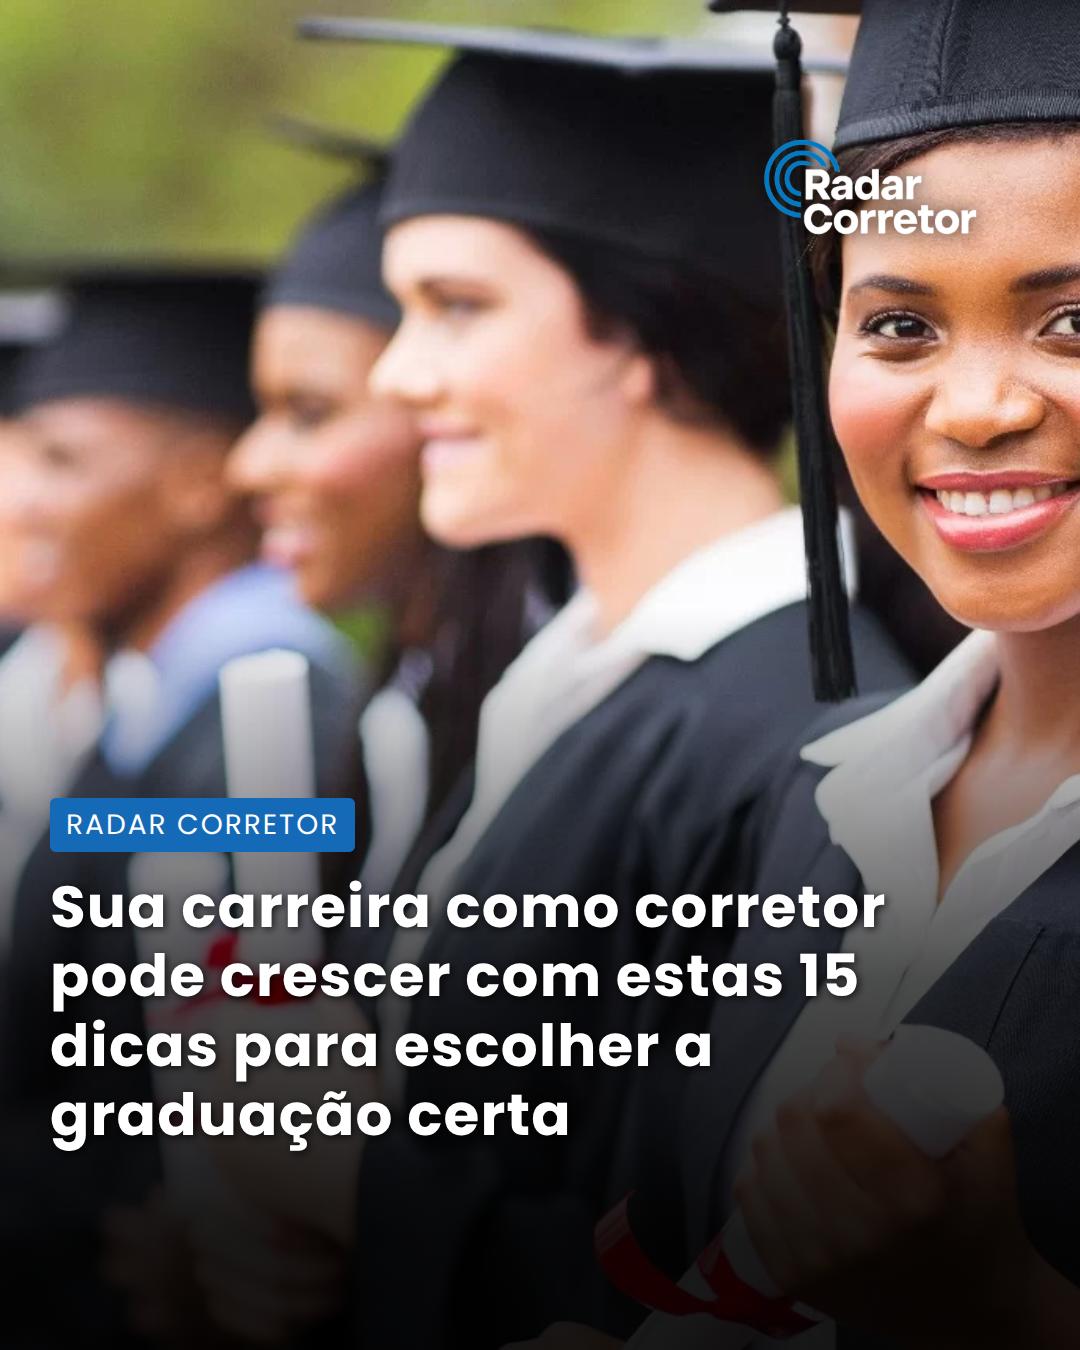 Radar
Corretor
RADAR CORRETOR
Sua carreira como corretor
pode crescer com estas 15
dicas para escolher a
graduação certa